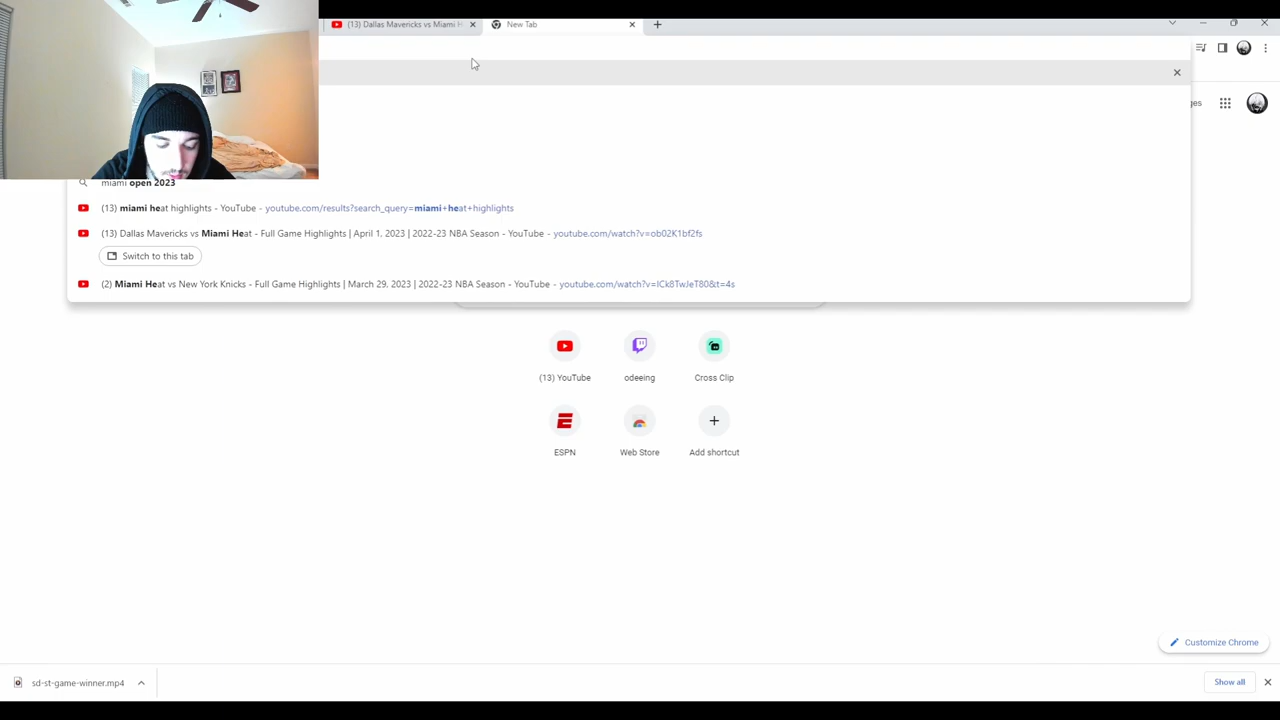 (13) Dallas Mavericks vs Miami H
New Tab
ges
miami open 2023
(13) miami heat highlights - YouTube - youtube.com/results?search_query=miami+heat+highlights
(13) Dallas Mavericks vs Miami Heat - Full Game Highlights | April 1, 2023 | 2022-23 NBA Season - YouTube - youtube.com/watch?v=ob02K1bf2fs
Switch to this tab
(2) Miami Heat vs New York Knicks - Full Game Highlights | March 29, 2023 | 2022-23 NBA Season - YouTube - youtube.com/watch?v=ICk8TwJeT80&t=4s
(13) YouTube
odeeing
Cross Clip
ESPN
Web Store
Add shortcut
Customize Chrome
sd-st-game-winner.mp4
Show all